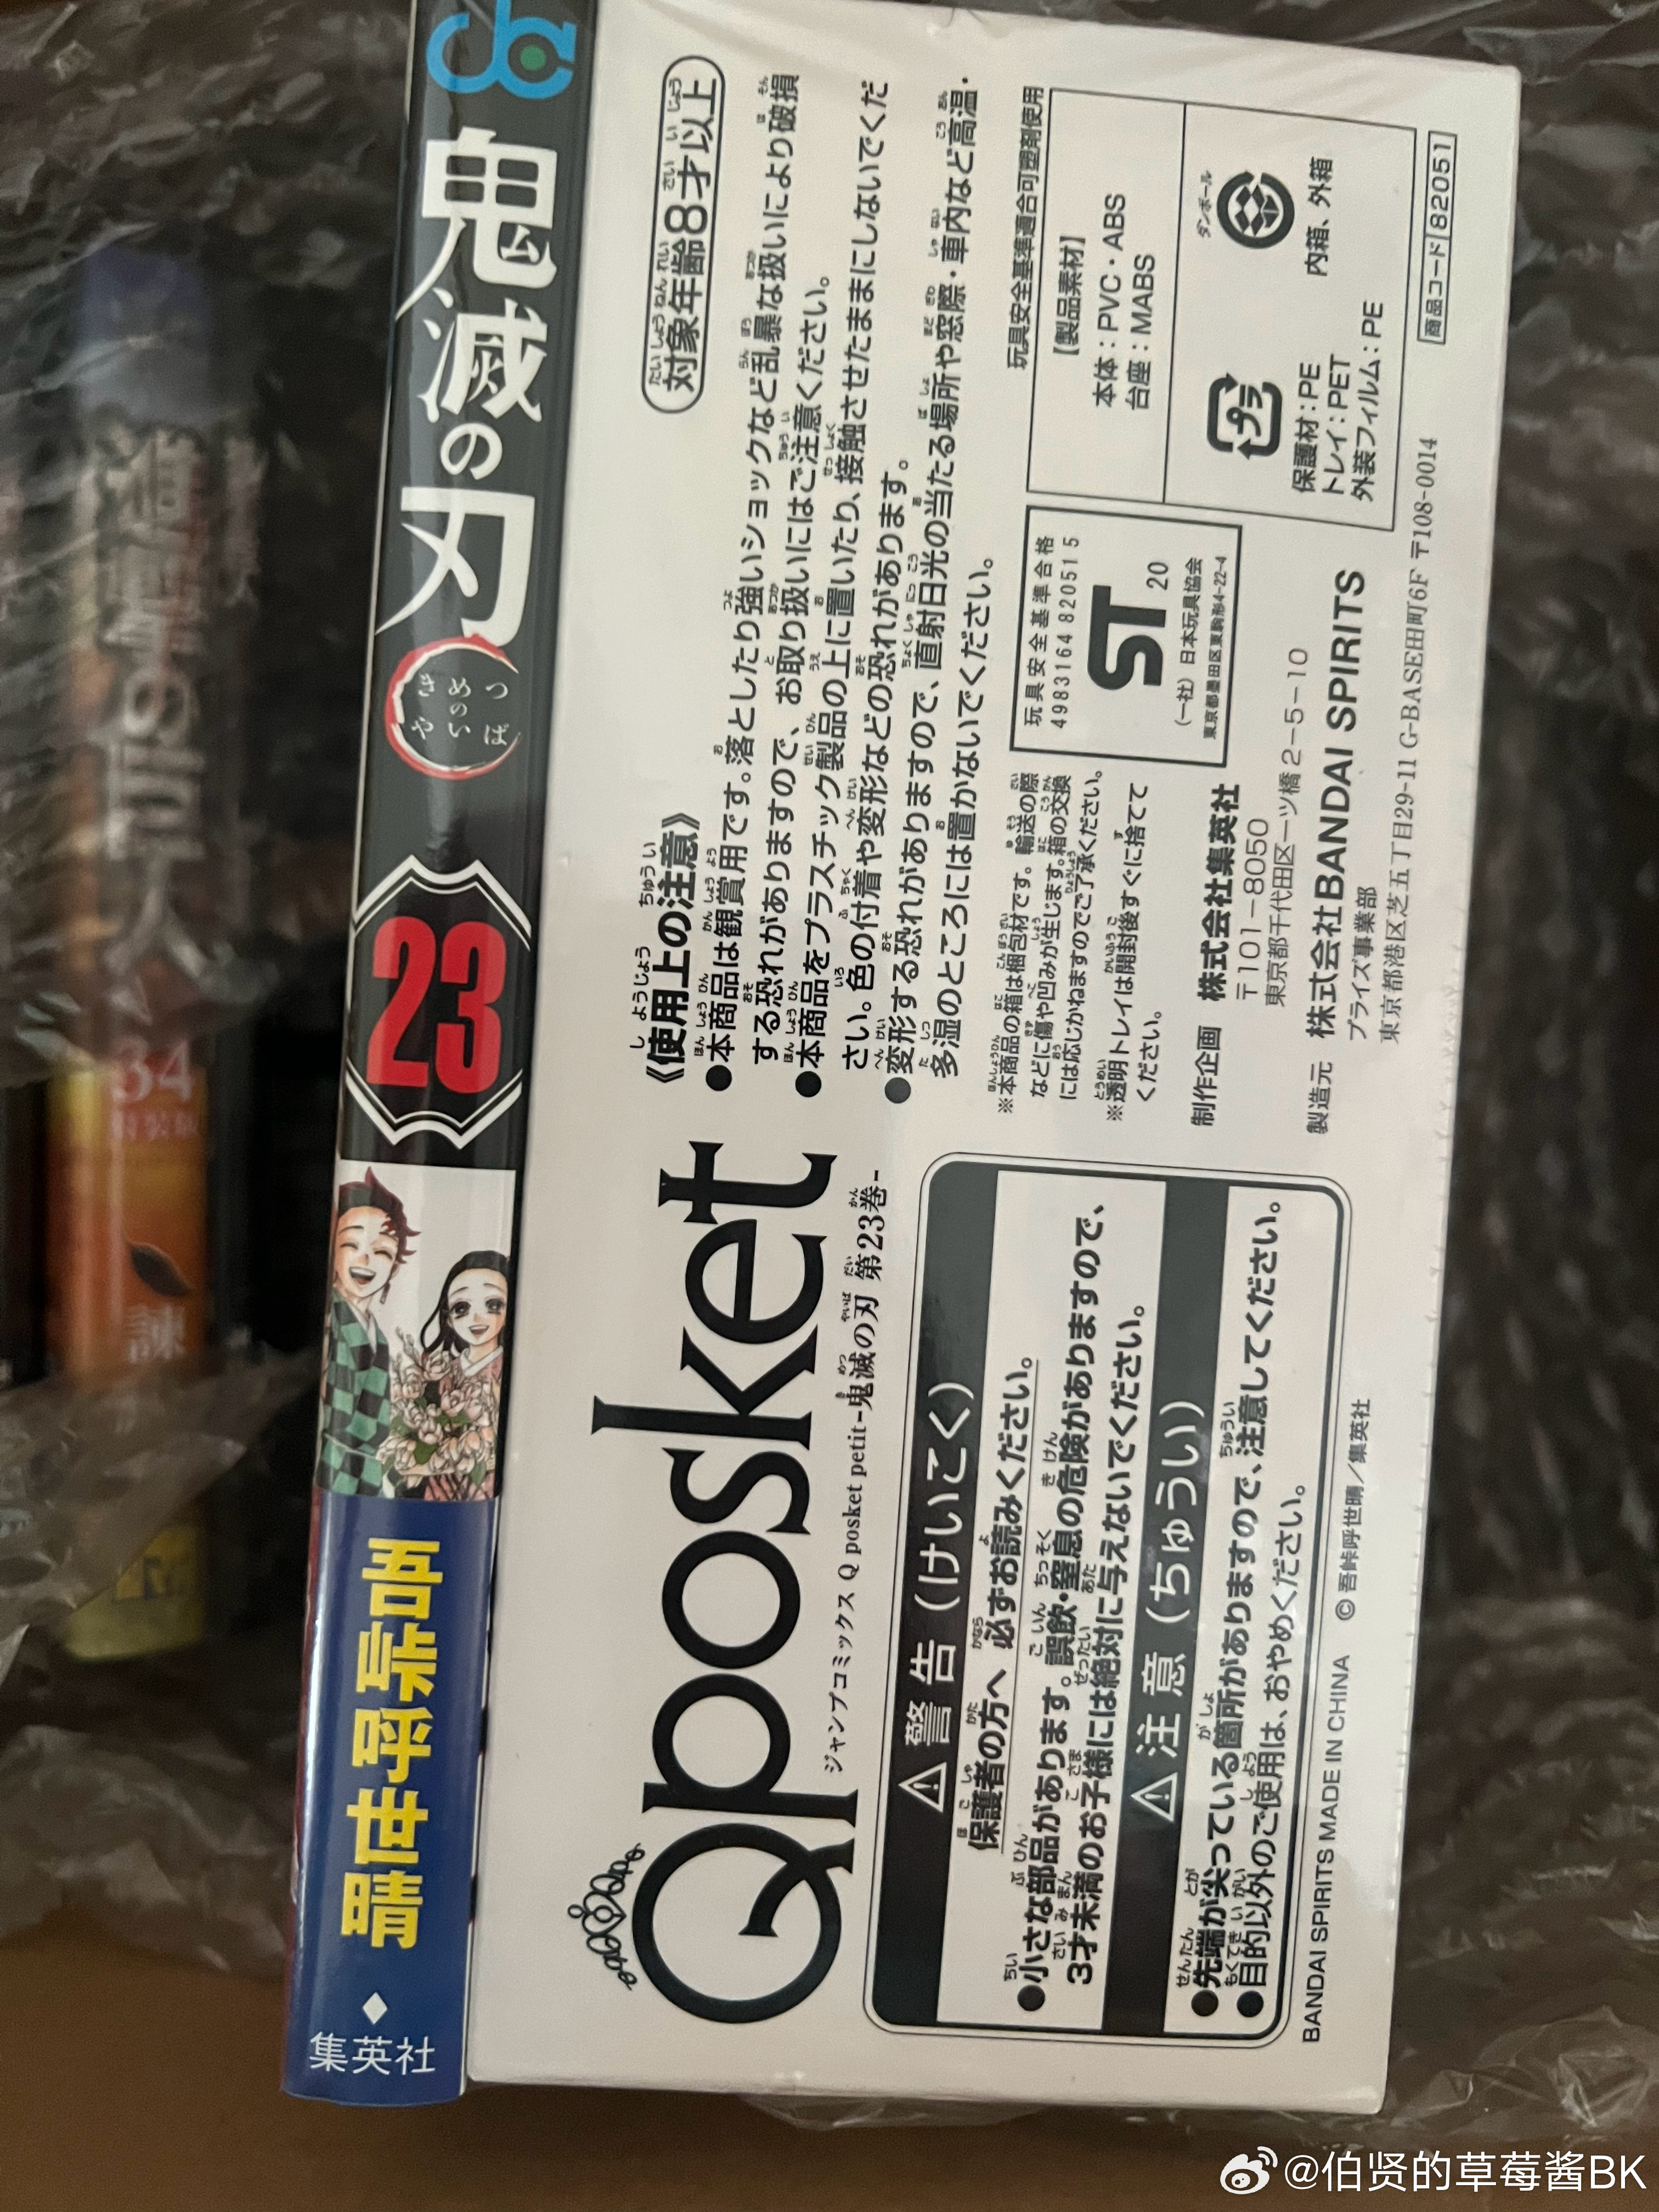 鬼滅の刃
きめつ
のやいば
23
吾峠呼世晴
集英社
Qposket
ジャンプコミックス Q posket petit-鬼滅の刃 第23巻-
⚠警告(けいこく)
保護者の方へ 必ずお読みください。
●小さな部品があります。誤飲・窒息の危険がありますので、
3才未満のお子様には絶対に与えないでください。
⚠注意(ちゅうい)
●先端が尖っている箇所がありますので、注意してください。
●目的以外のご使用は、おやめください。
BANDAI SPIRITS MADE IN CHINA ©吾峠呼世晴/集英社
対象年齢8才以上
《使用上の注意》
●本商品は観賞用です。落としたり強いショックなど乱暴な扱いにより破損
する恐れがありますので、お取り扱いにはご注意ください。
●本商品をプラスチック製品の上に置いたり、接触させたままにしないでくだ
さい。色の付着や変形などの恐れがあります。
●変形する恐れがありますので、直射日光の当たる場所や窓際・車内など高温・
多湿のところには置かないでください。
※本商品の箱は梱包材です。輸送の際
などに傷や凹みが生じます。箱の交換
には応じかねますのでご了承ください。
※透明トレイは開封後すぐに捨てて
ください。
玩具安全基準合格
4983164 82051 5
ST
20
(一社)日本玩具協会
東京都墨田区東駒形4-22-4
玩具安全基準適合可塑剤使用
【製品素材】
本体:PVC・ABS
台座:MABS
プラ
保護材:PE
トレイ:PET
外装フィルム:PE
ダンボール
内箱、外箱
制作企画 株式会社集英社
〒101-8050
東京都千代田区一ツ橋2-5-10
製造元 株式会社BANDAI SPIRITS
プライズ事業部
東京都港区芝五丁目29-11 G-BASE田町6F 〒108-0014
商品コード 82051
34
諫
@伯贤的草莓酱BK